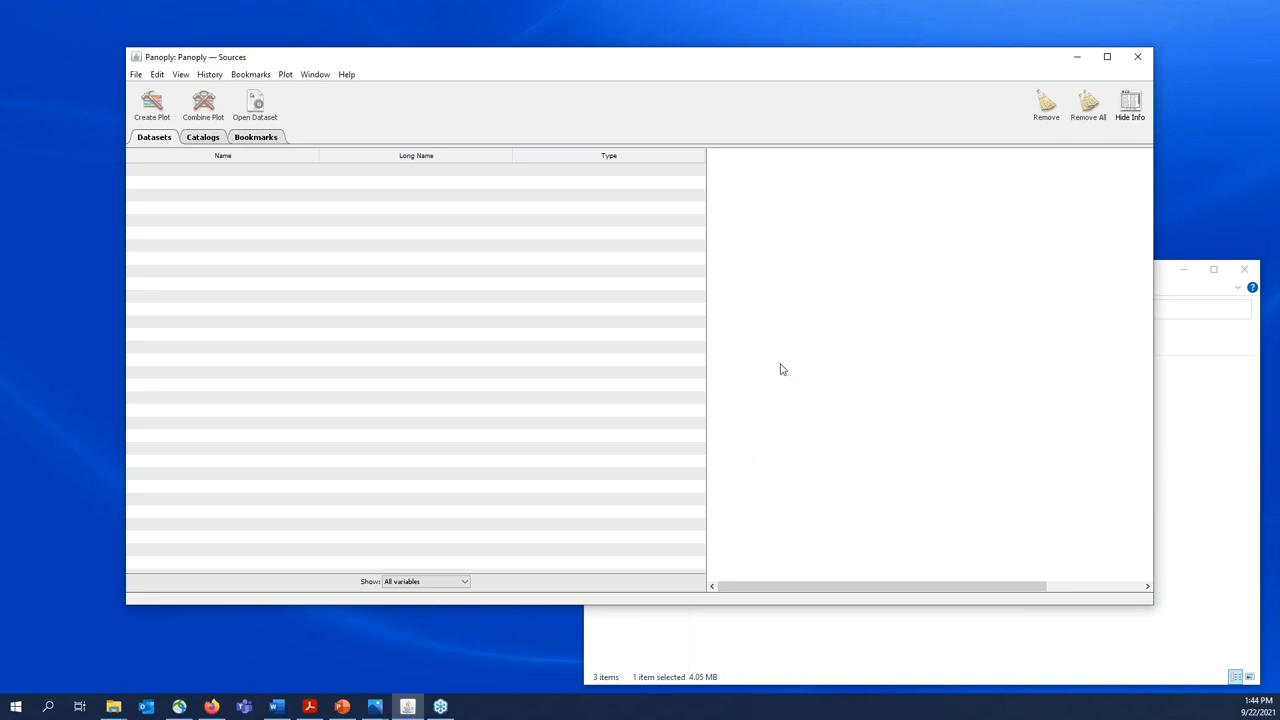 Panoply: Panoply — Sources
File Edit View History Bookmarks Plot Window Help
Create Plot Combine Plot Open Dataset Remove Remove All Hide Info
Datasets Catalogs Bookmarks
Name Long Name Type
Show: All variables
3 items 1 item selected 4.05 MB
1:44 PM
9/22/2021